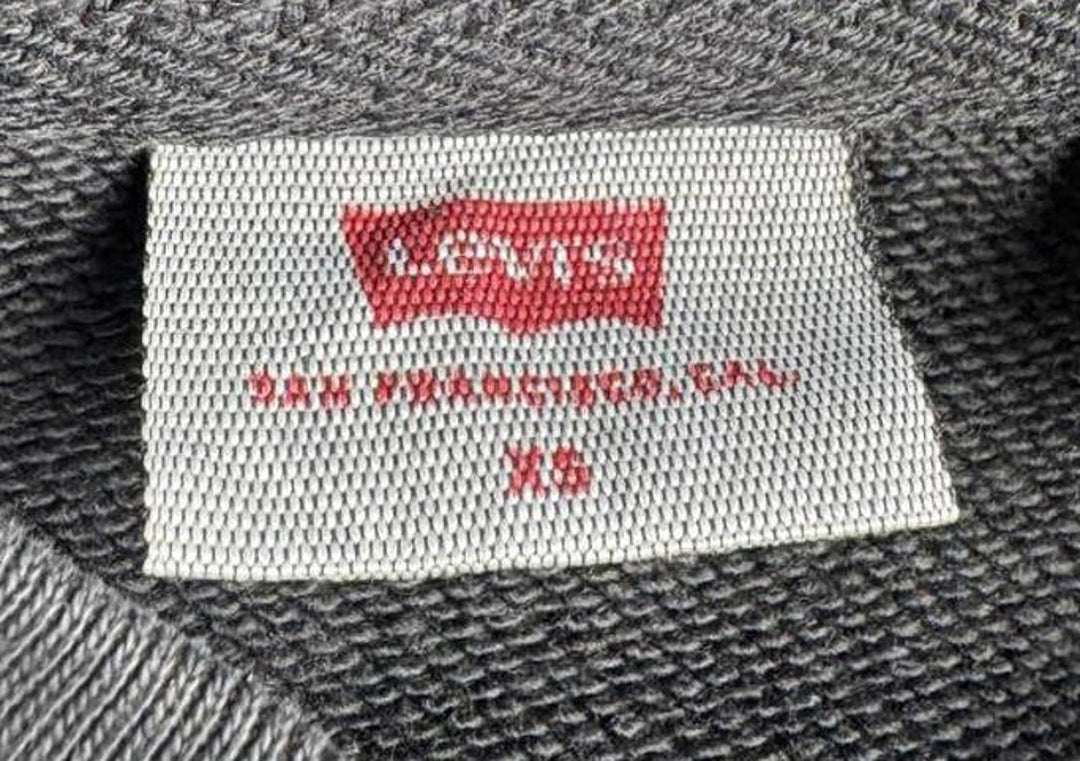 LEVI'S
SAN FRANCISCO, CAL.
XS